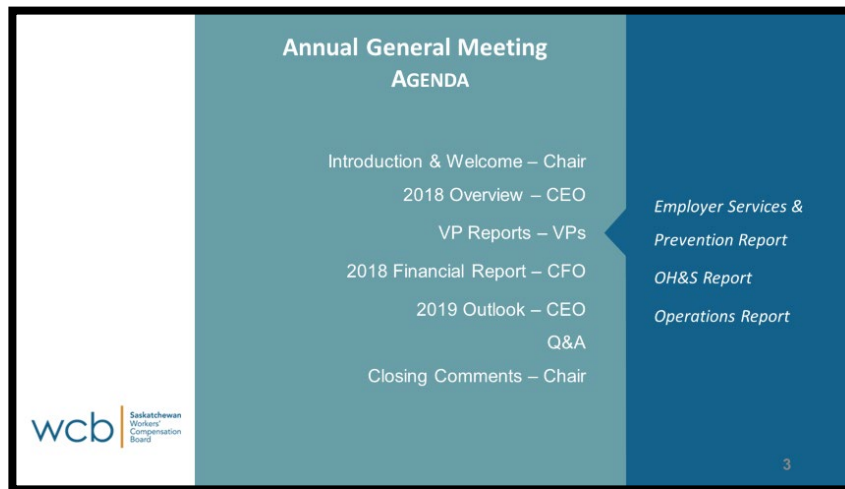 Annual General Meeting
AGENDA
Introduction & Welcome – Chair
2018 Overview – CEO
VP Reports – VPs
2018 Financial Report – CFO
2019 Outlook – CEO
Q&A
Closing Comments – Chair
Employer Services &
Prevention Report
OH&S Report
Operations Report
wcb
Saskatchewan
Workers'
Compensation
Board
3